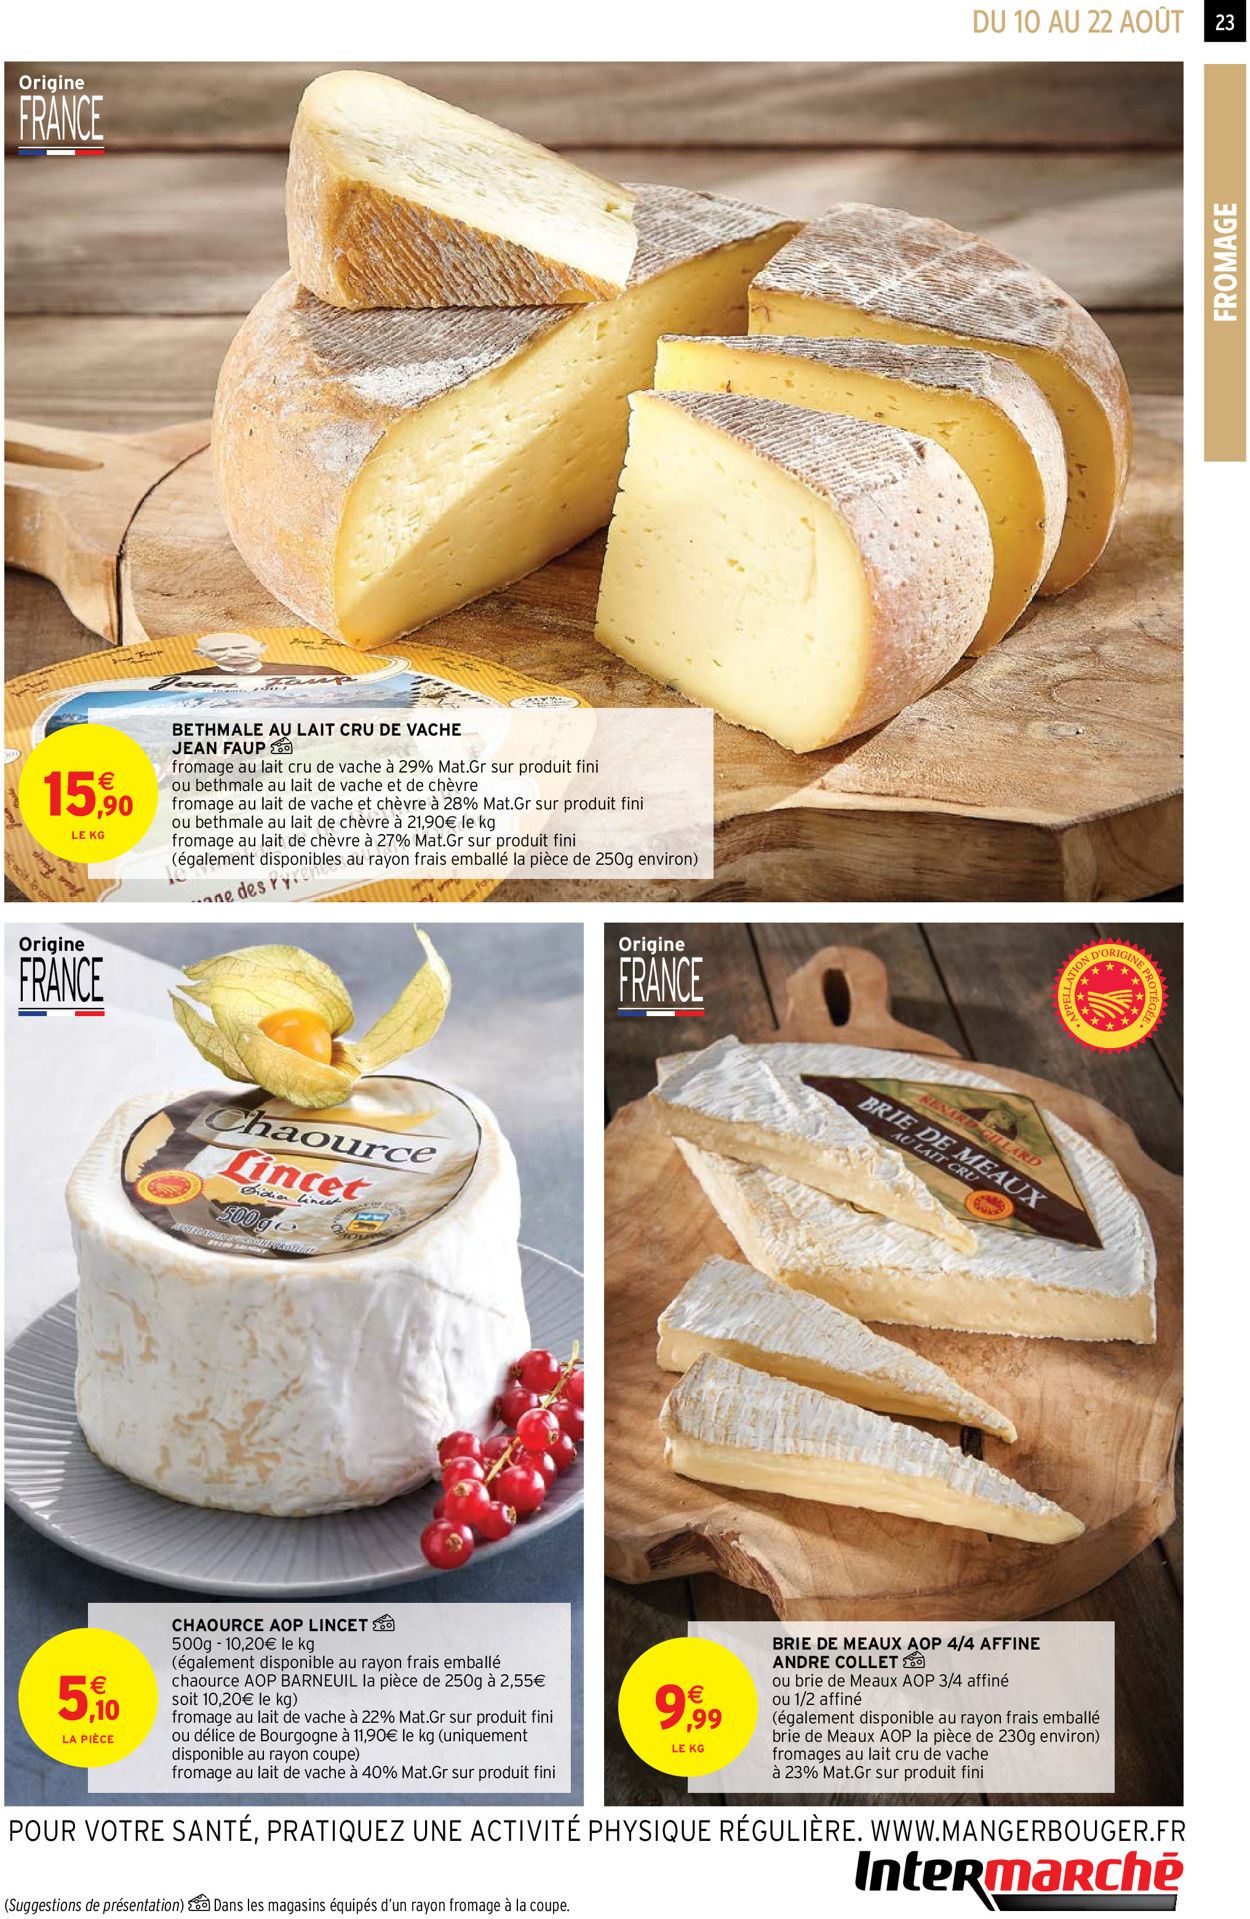 DU 10 AU 22 AOÛT
23
FROMAGE
Origine
FRANCE
Jean Faup
BETHMALE AU LAIT CRU DE VACHE
JEAN FAUP
fromage au lait cru de vache à 29% Mat.Gr sur produit fini
ou bethmale au lait de vache et de chèvre
fromage au lait de vache et chèvre à 28% Mat.Gr sur produit fini
ou bethmale au lait de chèvre à 21,90€ le kg
fromage au lait de chèvre à 27% Mat.Gr sur produit fini
(également disponibles au rayon frais emballé la pièce de 250g environ)
15€,90
LE KG
Origine
FRANCE
Chaource
Lincet
Didier Lincet
500g e
CHAOURCE AOP LINCET
500g - 10,20€ le kg
(également disponible au rayon frais emballé
chaource AOP BARNEUIL la pièce de 250g à 2,55€
soit 10,20€ le kg)
fromage au lait de vache à 22% Mat.Gr sur produit fini
ou délice de Bourgogne à 11,90€ le kg (uniquement
disponible au rayon coupe)
fromage au lait de vache à 40% Mat.Gr sur produit fini
5€,10
LA PIÈCE
Origine
FRANCE
APPELLATION D'ORIGINE PROTÉGÉE
RENARD GILLARD
BRIE DE MEAUX
AU LAIT CRU
BRIE DE MEAUX AOP 4/4 AFFINE
ANDRE COLLET
ou brie de Meaux AOP 3/4 affiné
ou 1/2 affiné
(également disponible au rayon frais emballé
brie de Meaux AOP la pièce de 230g environ)
fromages au lait cru de vache
à 23% Mat.Gr sur produit fini
9€,99
LE KG
POUR VOTRE SANTÉ, PRATIQUEZ UNE ACTIVITÉ PHYSIQUE RÉGULIÈRE. WWW.MANGERBOUGER.FR
Intermarchē
(Suggestions de présentation) Dans les magasins équipés d'un rayon fromage à la coupe.